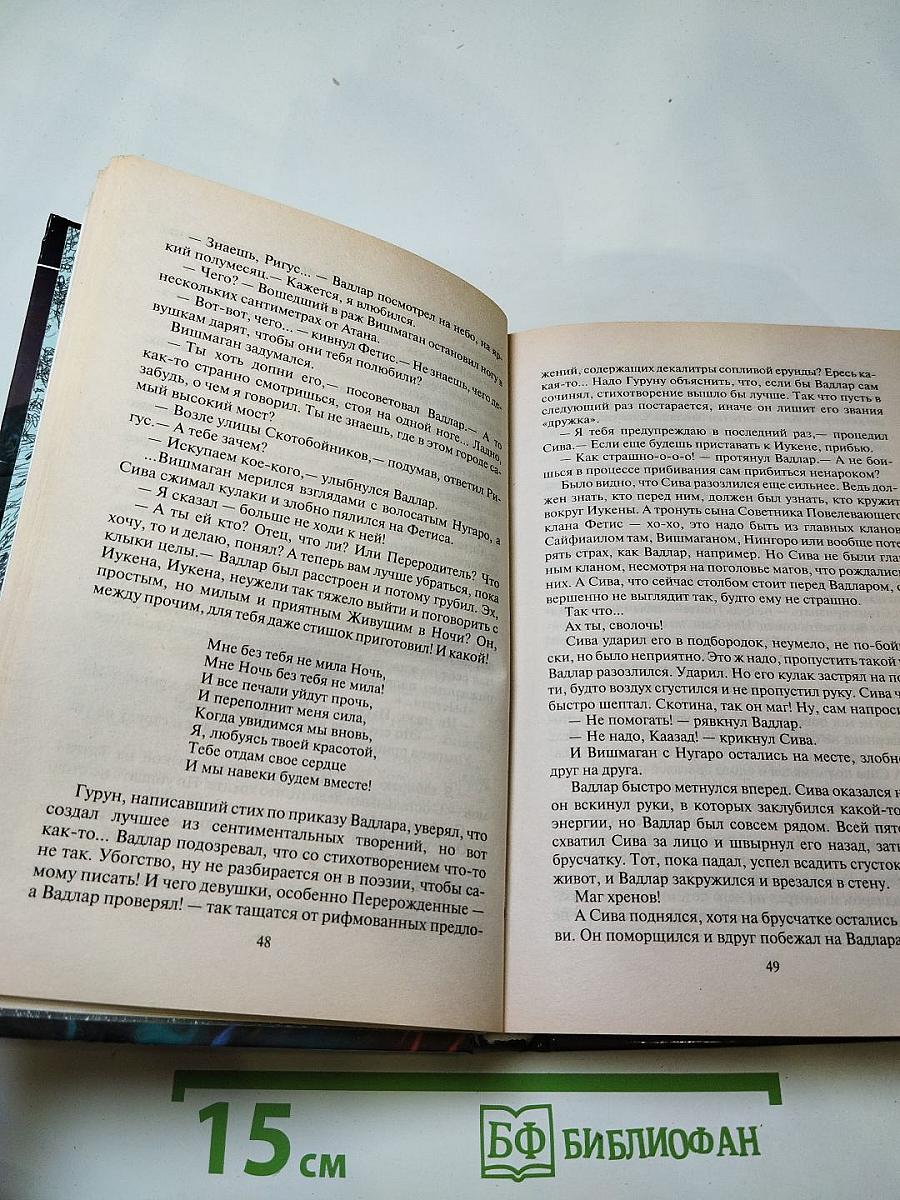 — Знаешь, Ригус... — Вадлар посмотрел на небо, на яр-
кий полумесяц.— Кажется, я влюбился.
— Чего? — Вошедший в раж Вишмаган остановил ногу в
нескольких сантиметрах от Атана.
— Вот-вот, чего... — кивнул Фетис.— Не знаешь, чего де-
вушкам дарят, чтобы они тебя полюбили?
Вишмаган задумался.
— Ты хоть допни его,— посоветовал Вадлар.— А то
как-то странно смотришься, стоя на одной ноге... Ладно,
забудь, о чем я говорил. Ты не знаешь, где в этом городе са-
мый высокий мост?
— Возле улицы Скотобойников,— подумав, ответил Ри-
гус.— А тебе зачем?
— Искупаем кое-кого,— улыбнулся Вадлар.
...Вишмаган мерился взглядами с волосатым Нугаро, а
Сива сжимал кулаки и злобно пялился на Фетиса.
— Я сказал — больше не ходи к ней!
— А ты ей кто? Отец, что ли? Или Переродитель? Что
хочу, то и делаю, понял? А теперь вам лучше убраться, пока
клыки целы.— Вадлар был расстроен и потому грубил. Эх,
Иукена, Иукена, неужели так тяжело выйти и поговорить с
простым, но милым и приятным Живущим в Ночи? Он,
между прочим, для тебя даже стишок приготовил! И какой!
Мне без тебя не мила Ночь,
Мне Ночь без тебя не мила!
И все печали уйдут прочь,
И переполнит меня сила,
Когда увидимся мы вновь,
Я, любуясь твоей красотой,
Тебе отдам свое сердце
И мы навеки будем вместе!
Гурун, написавший стих по приказу Вадлара, уверял, что
создал лучшее из сентиментальных творений, но вот
как-то... Вадлар подозревал, что со стихотворением что-то
не так. Убогство, ну не разбирается он в поэзии, чтобы са-
мому писать! И чего девушки, особенно Перерожденные —
а Вадлар проверял! — так тащатся от рифмованных предло-
48
жений, содержащих декалитры сопливой ерунды? Ересь ка-
кая-то... Надо Гуруну объяснить, что, если бы Вадлар сам
сочинял, стихотворение вышло бы лучше. Так что пусть в
следующий раз постарается, иначе он лишит его звания
«дружка».
— Я тебя предупреждаю в последний раз,— процедил
Сива.— Если еще будешь приставать к Иукене, прибью.
— Как страшно-о-о-о! — протянул Вадлар.— А не бои-
шься в процессе прибивания сам прибиться ненароком?
Было видно, что Сива разозлился еще сильнее. Ведь дол-
жен знать, кто перед ним, должен был узнать, кто кружит
вокруг Иукены. А тронуть сына Советника Повелевающего
клана Фетис — хо-хо, это надо быть из главных кланов
Сайфиаилом там, Вишмаганом, Нингоро или вообще поте
рять страх, как Вадлар, например. Но Сива не были глав
ным кланом, несмотря на поголовье магов, что рождались
них. А Сива, что сейчас столбом стоит перед Вадларом, с
вершенно не выглядит так, будто ему не страшно.
Так что...
Ах ты, сволочь!
Сива ударил его в подбородок, неумело, не по-бой
ски, но было неприятно. Это ж надо, пропустить такой
Вадлар разозлился. Ударил. Но его кулак застрял на по
ти, будто воздух сгустился и не пропустил руку. Сива ч
быстро шептал. Скотина, так он маг! Ну, сам напроси
— Не помогать! — рявкнул Вадлар.
— Не надо, Каазад! — крикнул Сива.
И Вишмаган с Нугаро остались на месте, злобн
друг на друга.
Вадлар быстро метнулся вперед. Сива оказался н
он вскинул руки, в которых заклубился какой-то
энергии, но Вадлар был совсем рядом. Всей пяте
схватил Сива за лицо и швырнул его назад, зат
брусчатку. Тот, пока падал, успел всадить сгусток
живот, и Вадлар закружился и врезался в стену.
Маг хренов!
А Сива поднялся, хотя на брусчатке остались
ви. Он поморщился и вдруг побежал на Вадлара
49
15 см
БФ БИБЛИОФАН